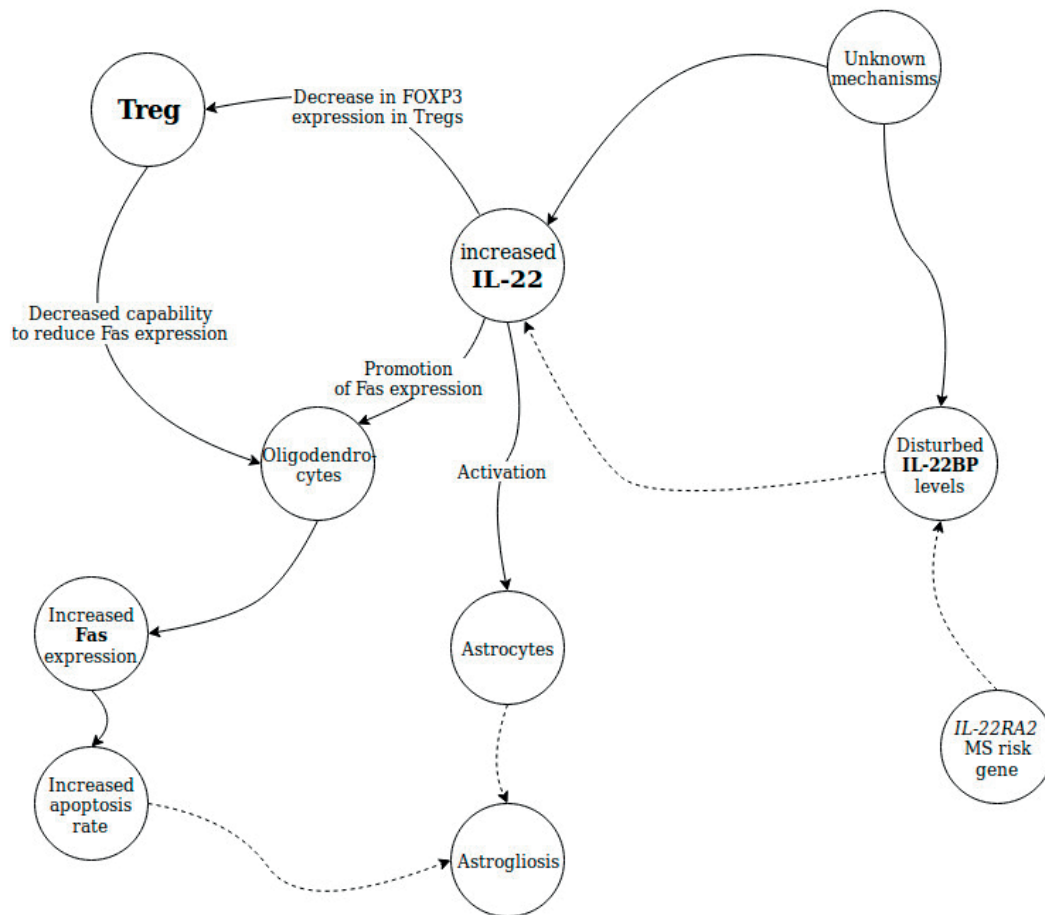 Unknown
mechanisms
Treg
Decrease in FOXP3
expression in Tregs
increased
IL-22
Decreased capability
to reduce Fas expression
Promotion
of Fas expression
Oligodendro-
cytes
Activation
Disturbed
IL-22BP
levels
Increased
Fas
expression
Astrocytes
IL-22RA2
MS risk
gene
Increased
apoptosis
rate
Astrogliosis